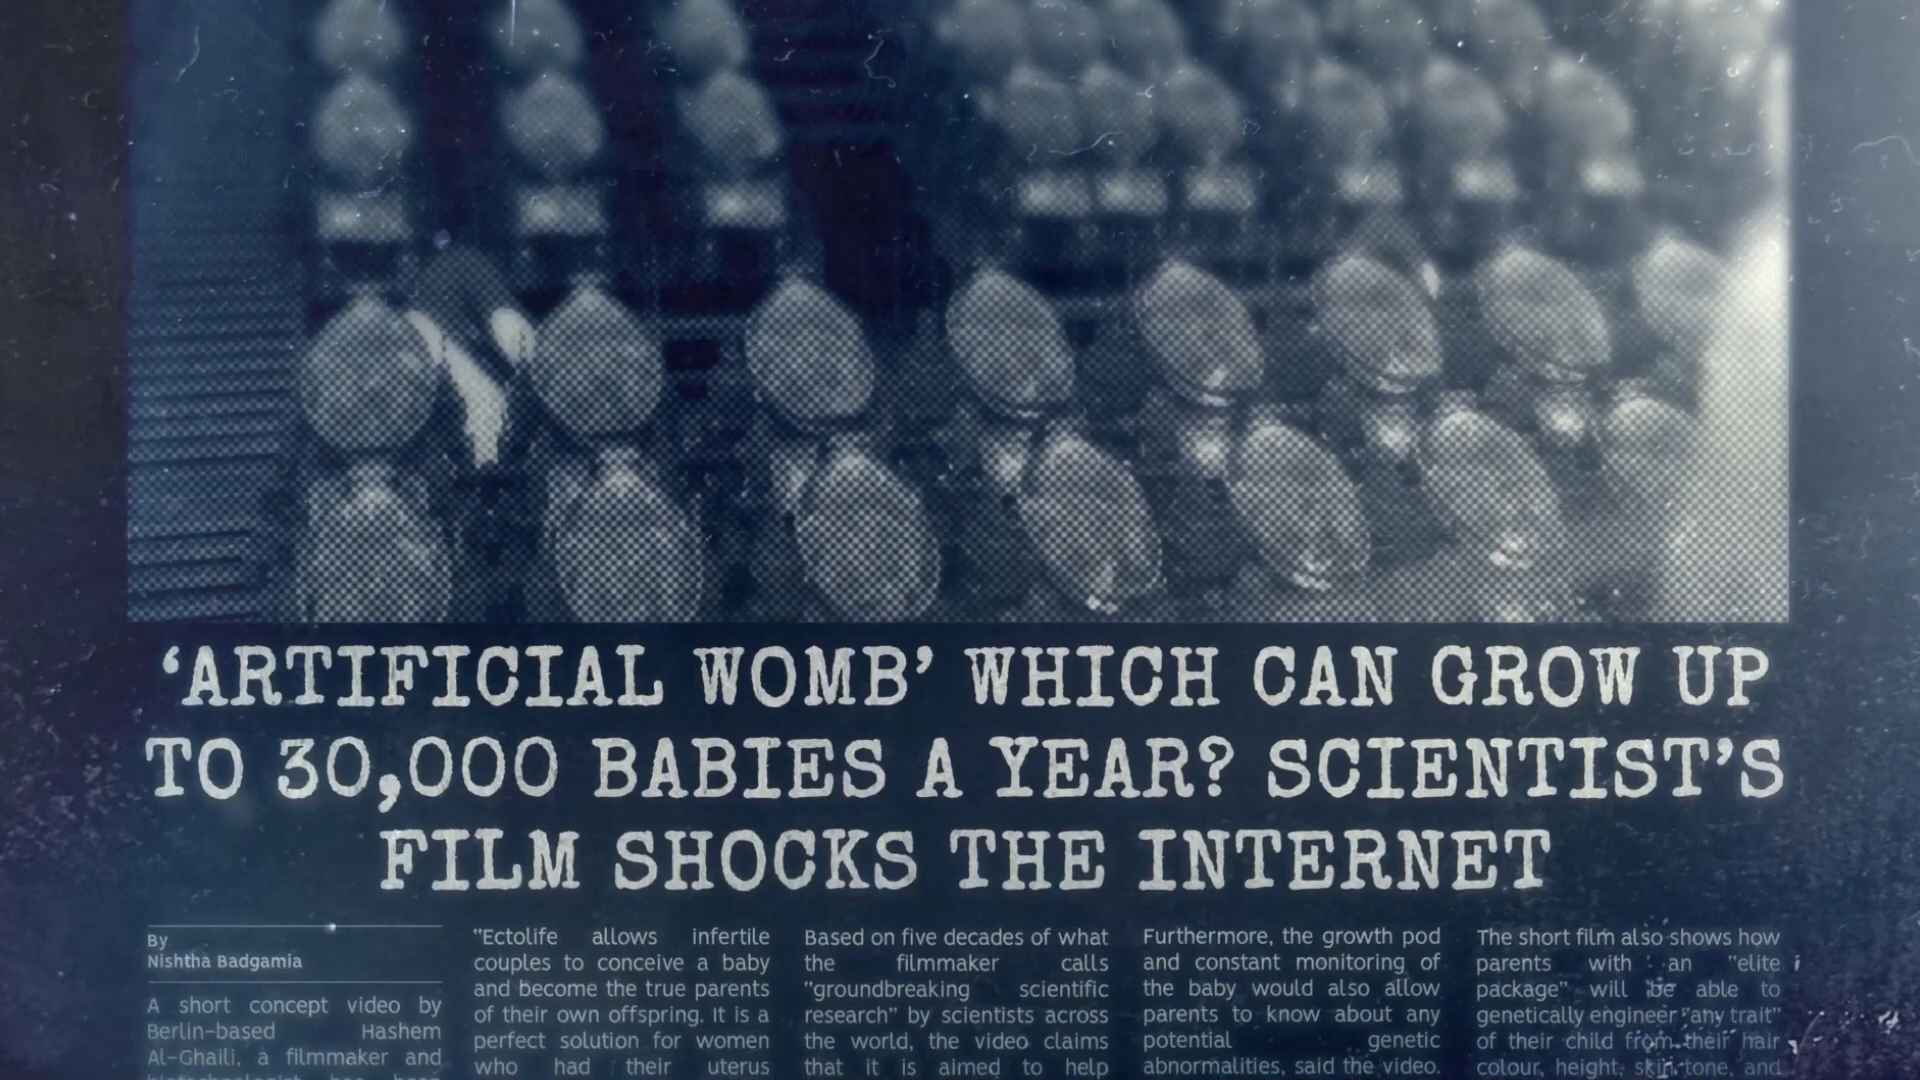 ‘ARTIFICIAL WOMB’ WHICH CAN GROW UP
TO 30,000 BABIES A YEAR? SCIENTIST’S
FILM SHOCKS THE INTERNET
By
Nishtha Badgamia
A short concept video by
Berlin-based Hashem
Al-Ghaili, a filmmaker and
"Ectolife allows infertile
couples to conceive a baby
and become the true parents
of their own offspring. It is a
perfect solution for women
who had their uterus
Based on five decades of what
the filmmaker calls
"groundbreaking scientific
research" by scientists across
the world, the video claims
that it is aimed to help
Furthermore, the growth pod
and constant monitoring of
the baby would also allow
parents to know about any
potential genetic
abnormalities, said the video.
The short film also shows how
parents with an "elite
package" will be able to
genetically engineer "any trait"
of their child from their hair
colour, height, skin-tone, and